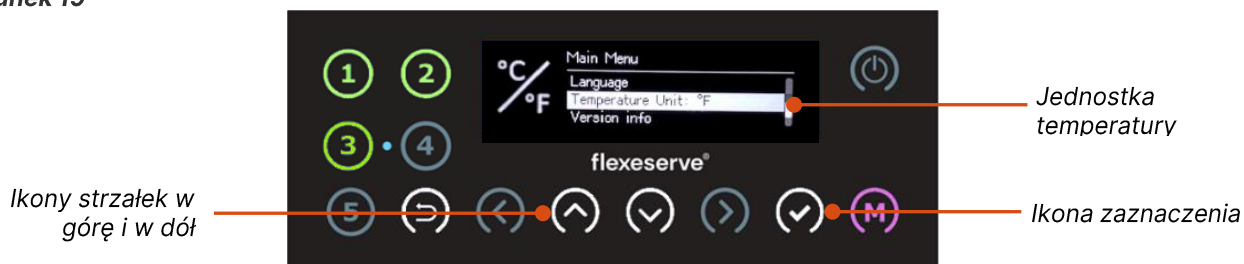 unek 19
1 2
°C/°F
Main Menu
Language
Temperature Unit: °F
Version info
3 4
flexeserve®
5 M
Jednostka
temperatury
Ikony strzałek w
górę i w dół
Ikona zaznaczenia